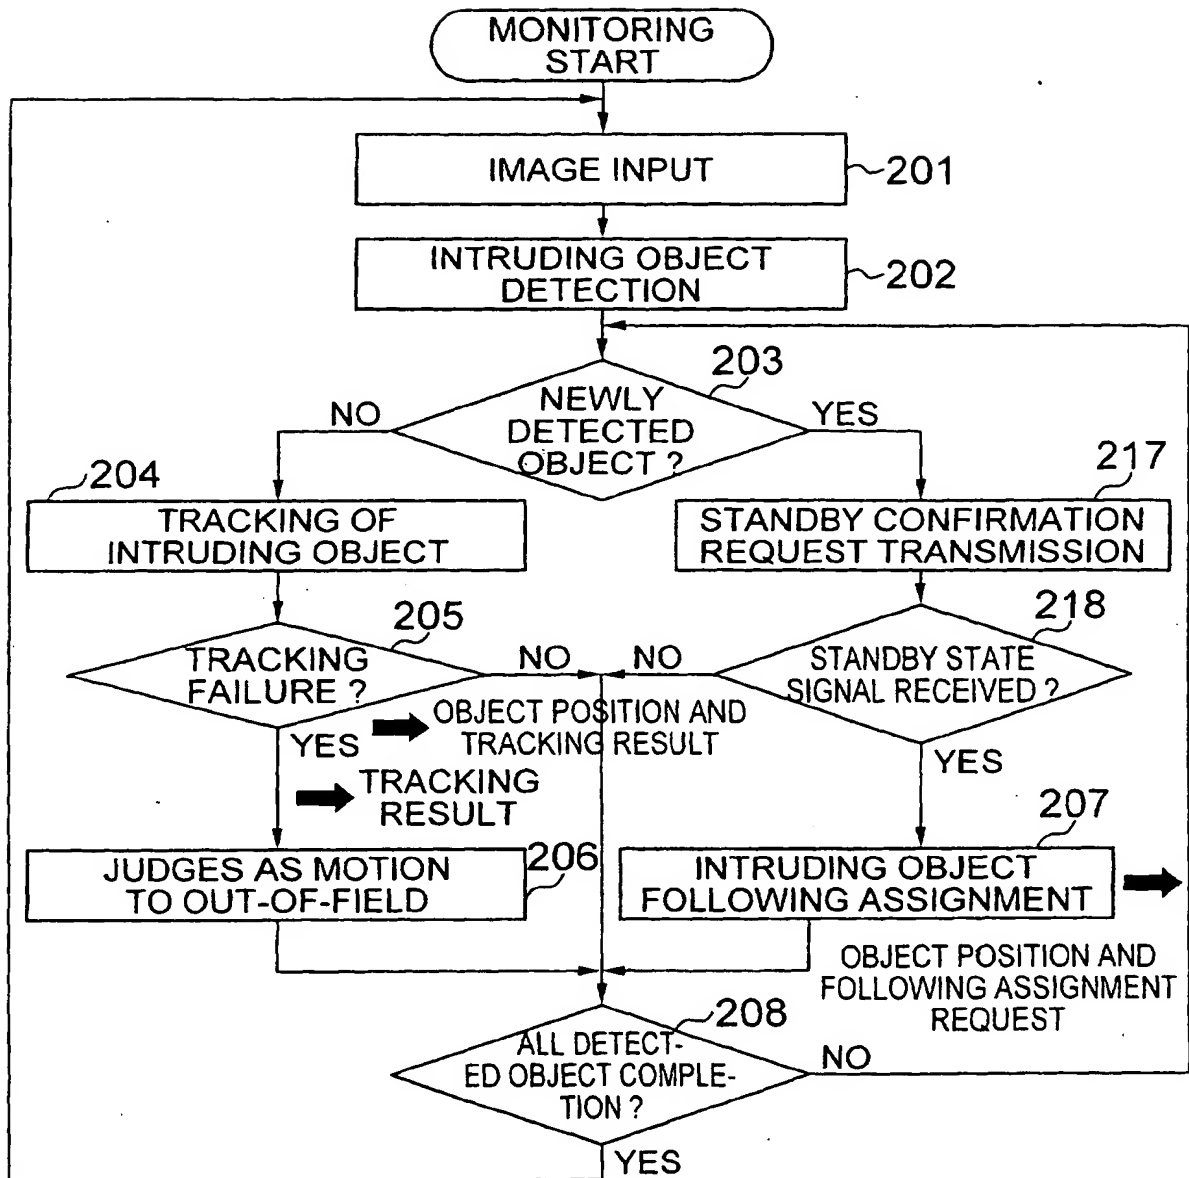 MONITORING
START
IMAGE INPUT
201
INTRUDING OBJECT
DETECTION
202
203
NEWLY
DETECTED
OBJECT ?
NO
YES
204
TRACKING OF
INTRUDING OBJECT
217
STANDBY CONFIRMATION
REQUEST TRANSMISSION
205
TRACKING
FAILURE ?
NO
218
STANDBY STATE
SIGNAL RECEIVED ?
NO
YES
OBJECT POSITION AND
TRACKING RESULT
TRACKING
RESULT
YES
206
JUDGES AS MOTION
TO OUT-OF-FIELD
207
INTRUDING OBJECT
FOLLOWING ASSIGNMENT
OBJECT POSITION AND
FOLLOWING ASSIGNMENT
REQUEST
208
ALL DETECT-
ED OBJECT COMPLE-
TION ?
NO
YES